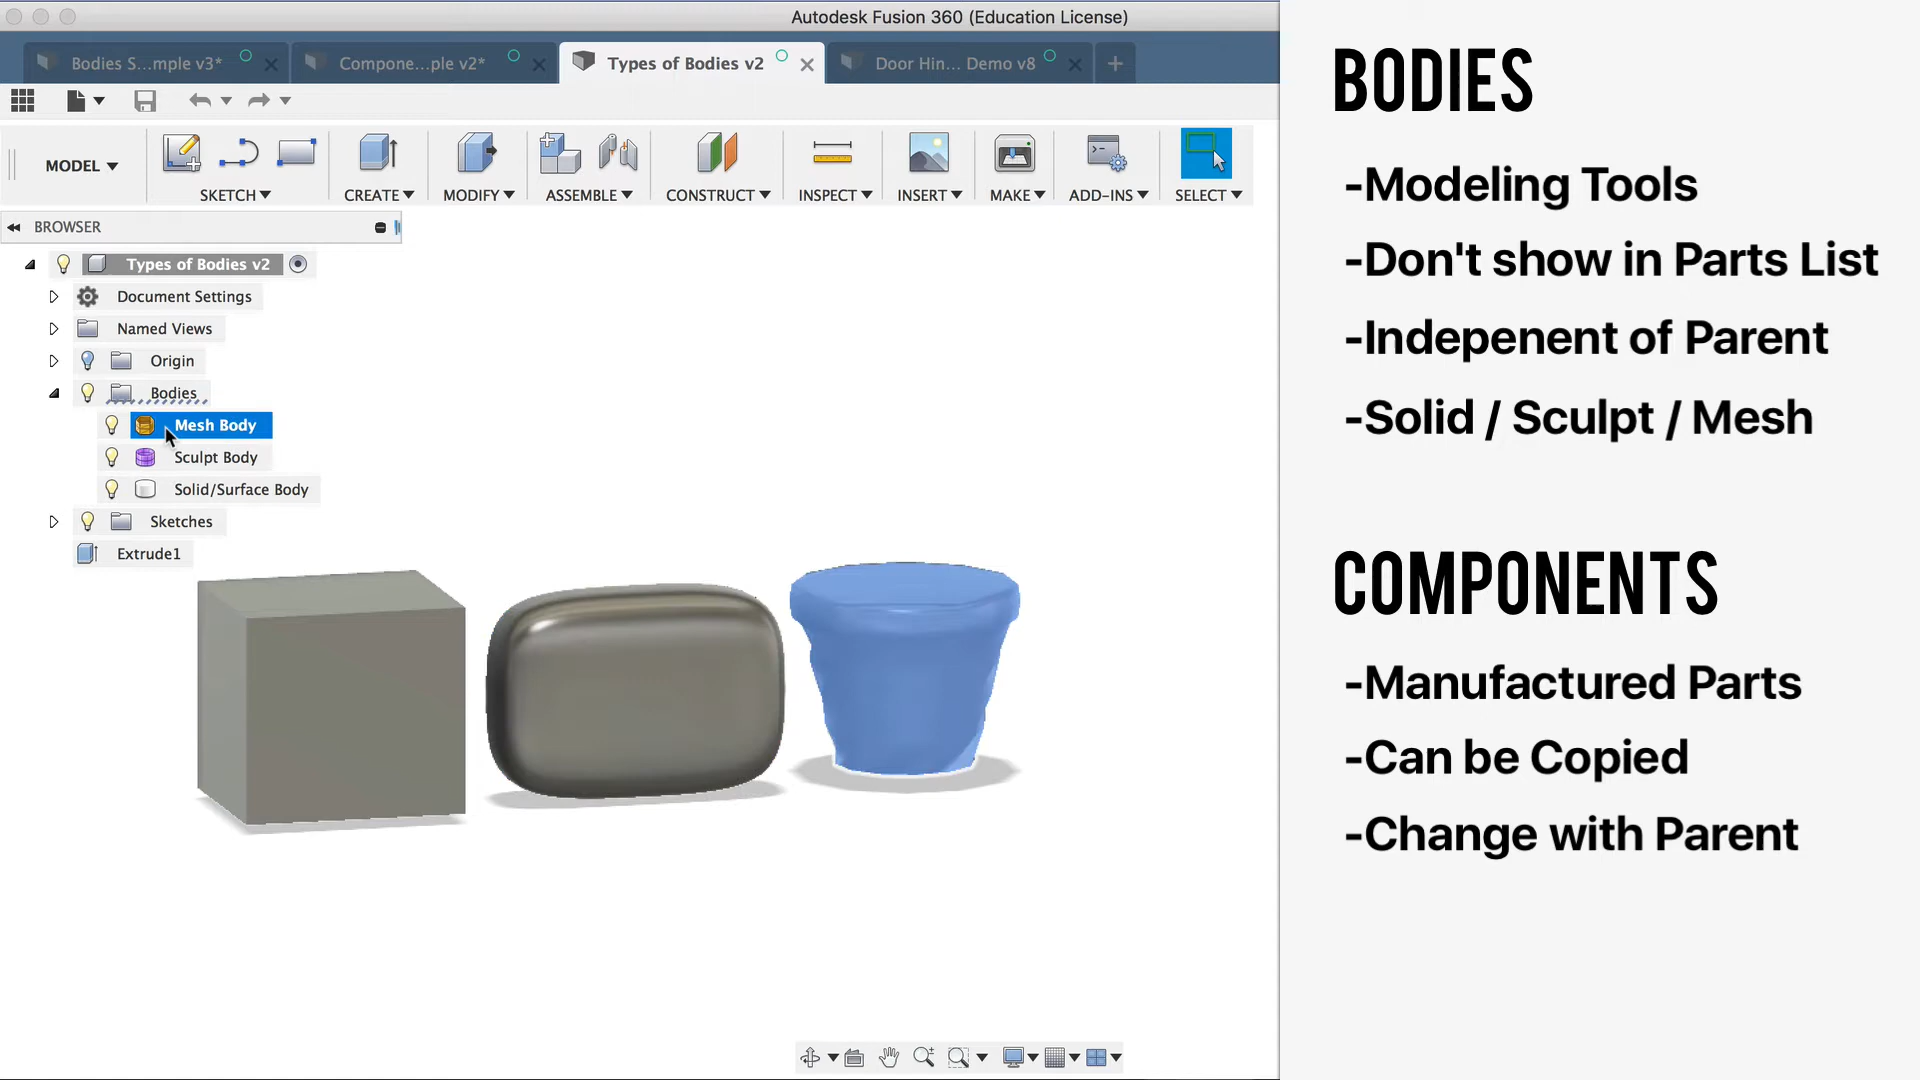 Autodesk Fusion 360 (Education License)
Bodies S...mple v3*
Compone...ple v2*
Types of Bodies v2
Door Hin... Demo v8
MODEL
SKETCH
CREATE
MODIFY
ASSEMBLE
CONSTRUCT
INSPECT
INSERT
MAKE
ADD-INS
SELECT
BROWSER
Types of Bodies v2
Document Settings
Named Views
Origin
Bodies
Mesh Body
Sculpt Body
Solid/Surface Body
Sketches
Extrude1
BODIES
-Modeling Tools
-Don't show in Parts List
-Indepenent of Parent
-Solid / Sculpt / Mesh
COMPONENTS
-Manufactured Parts
-Can be Copied
-Change with Parent